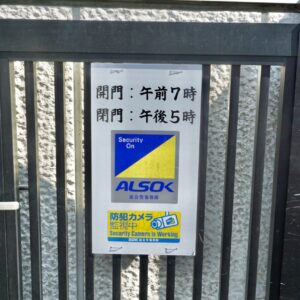 開門：午前7時
閉門：午後5時
Security
On
ALSOK
綜合警備保障
防犯カメラ
監視中
Security Camera is Working